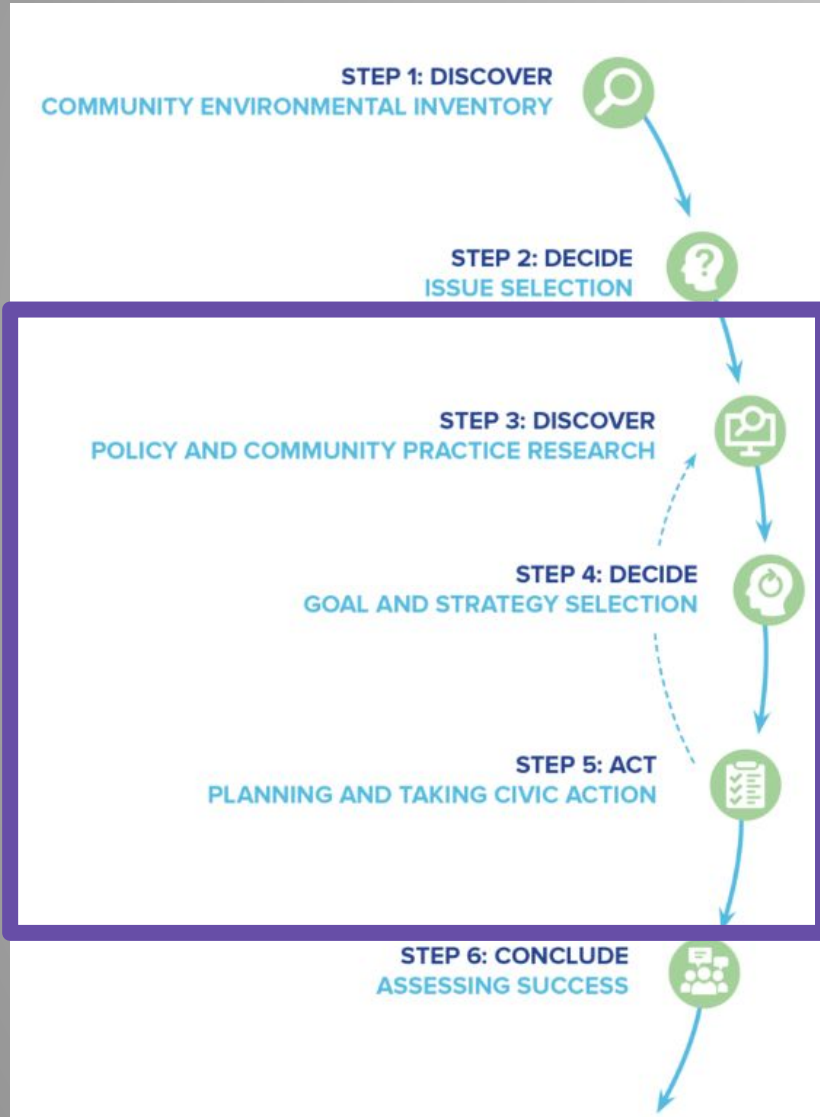 STEP 1: DISCOVER
COMMUNITY ENVIRONMENTAL INVENTORY
STEP 2: DECIDE
ISSUE SELECTION
STEP 3: DISCOVER
POLICY AND COMMUNITY PRACTICE RESEARCH
STEP 4: DECIDE
GOAL AND STRATEGY SELECTION
STEP 5: ACT
PLANNING AND TAKING CIVIC ACTION
STEP 6: CONCLUDE
ASSESSING SUCCESS